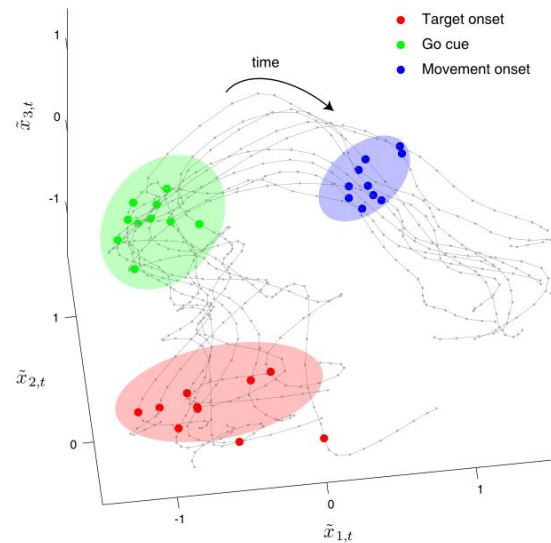 Target onset
Go cue
Movement onset
time
1
0
-1
x̃3,t
1
0
x̃2,t
-1
0
1
x̃1,t